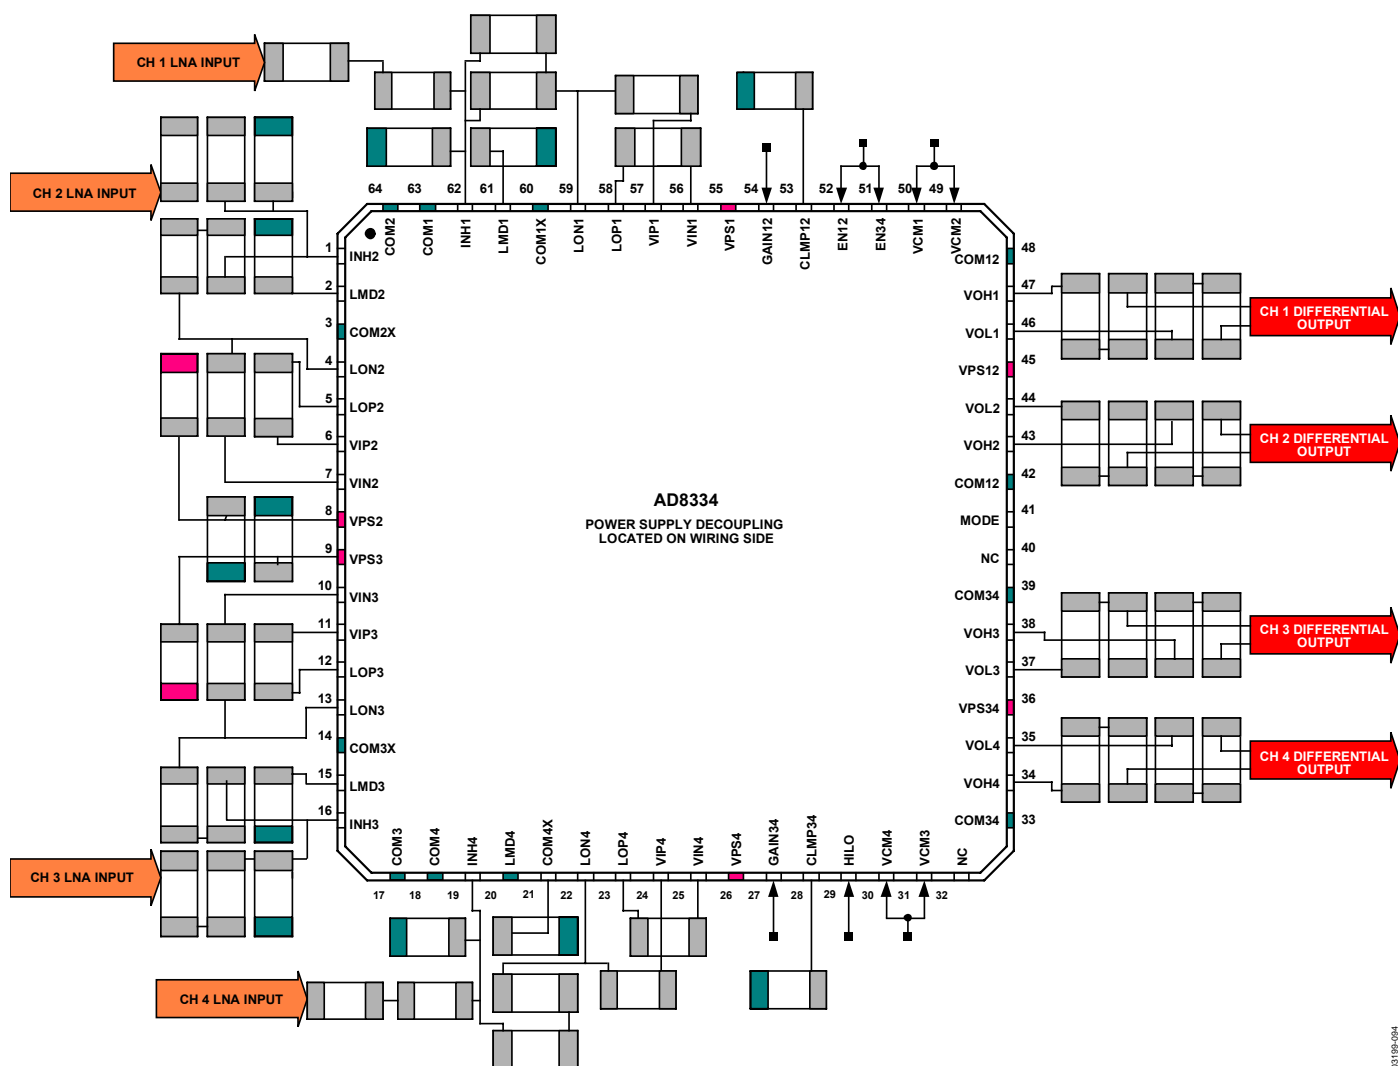 CH 1 LNA INPUT
CH 2 LNA INPUT
64 63 62 61 60 59 58 57 56 55 54 53 52 51 50 49
COM2 COM1 INH1 LMD1 COM1X LON1 LOP1 VIP1 VIN1 VPS1 GAIN12 CLMP12 EN12 EN34 VCM1 VCM2
1 INH2
2 LMD2
3 COM2X
4 LON2
5 LOP2
6 VIP2
7 VIN2
8 VPS2
9 VPS3
10 VIN3
11 VIP3
12 LOP3
13 LON3
14 COM3X
15 LMD3
16 INH3
AD8334
POWER SUPPLY DECOUPLING
LOCATED ON WIRING SIDE
COM12 48
VOH1 47
VOL1 46
VPS12 45
VOL2 44
VOH2 43
COM12 42
MODE 41
NC 40
COM34 39
VOH3 38
VOL3 37
VPS34 36
VOL4 35
VOH4 34
COM34 33
CH 1 DIFFERENTIAL
OUTPUT
CH 2 DIFFERENTIAL
OUTPUT
CH 3 DIFFERENTIAL
OUTPUT
CH 4 DIFFERENTIAL
OUTPUT
COM3 COM4 INH4 LMD4 COM4X LON4 LOP4 VIP4 VIN4 VPS4 GAIN34 CLMP34 HILO VCM4 VCM3 NC
17 18 19 20 21 22 23 24 25 26 27 28 29 30 31 32
CH 3 LNA INPUT
CH 4 LNA INPUT
03199-094